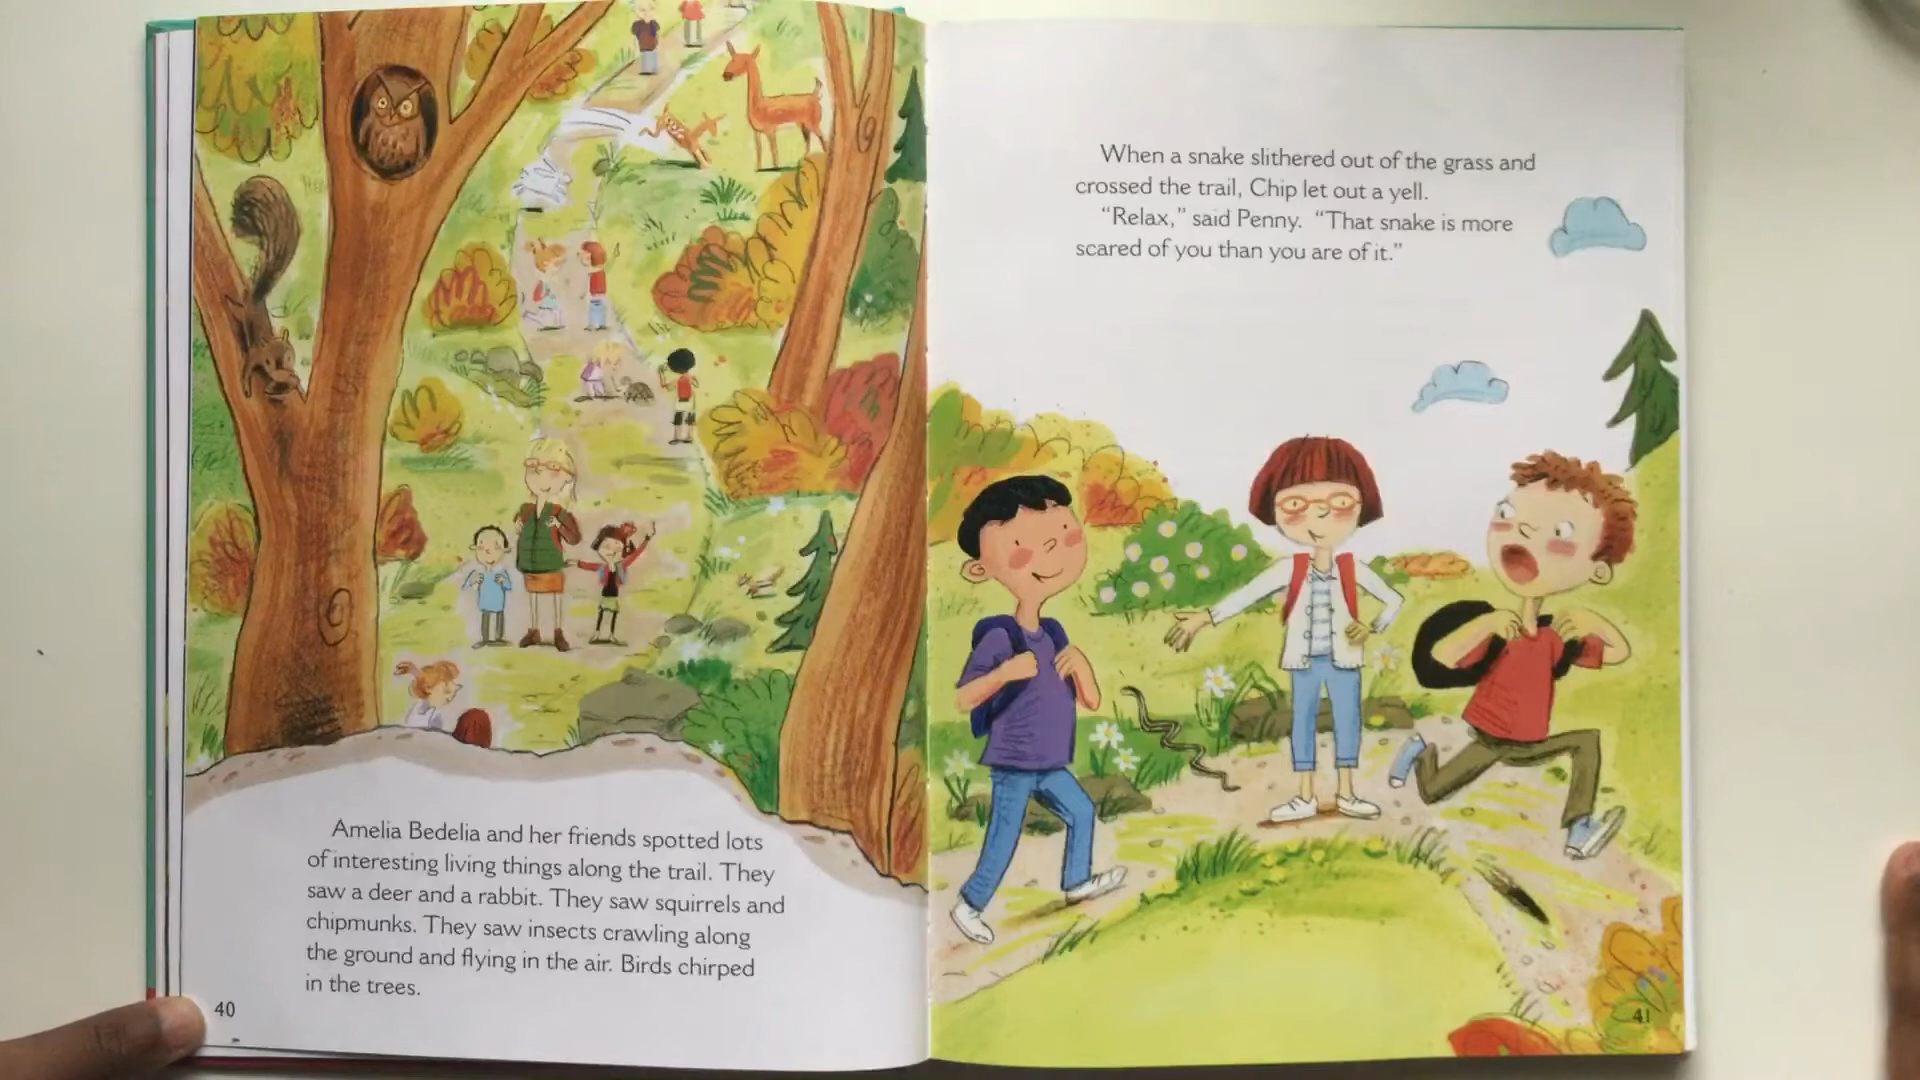 Amelia Bedelia and her friends spotted lots
of interesting living things along the trail. They
saw a deer and a rabbit. They saw squirrels and
chipmunks. They saw insects crawling along
the ground and flying in the air. Birds chirped
in the trees.
40
When a snake slithered out of the grass and
crossed the trail, Chip let out a yell.
“Relax,” said Penny. “That snake is more
scared of you than you are of it.”
41